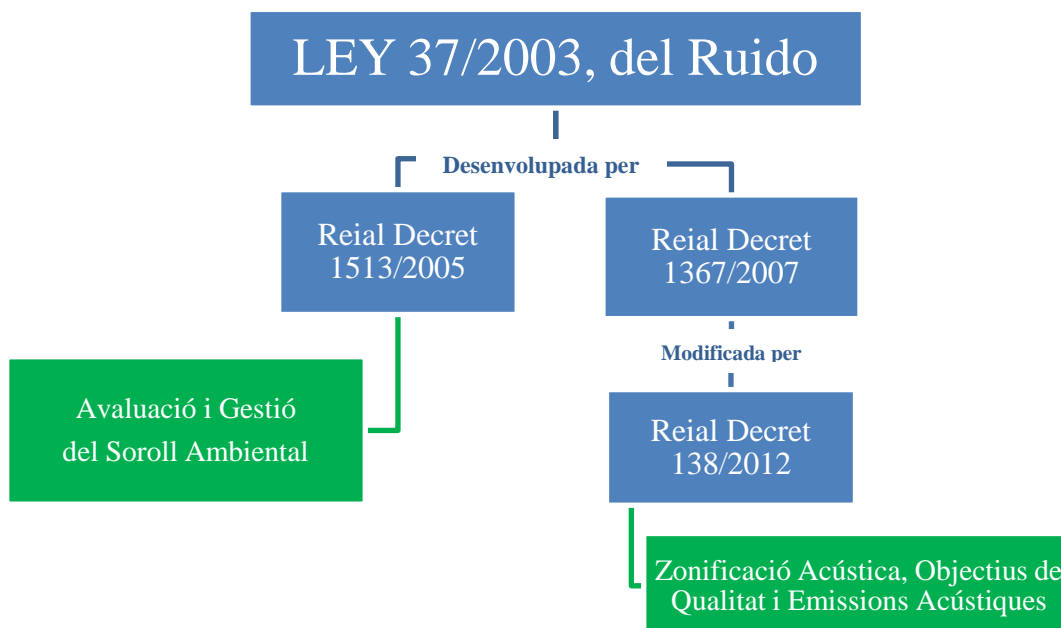 LEY 37/2003, del Ruido
Desenvolupada per
Reial Decret
1513/2005
Reial Decret
1367/2007
Modificada per
Avaluació i Gestió
del Soroll Ambiental
Reial Decret
138/2012
Zonificació Acústica, Objectius de
Qualitat i Emissions Acústiques